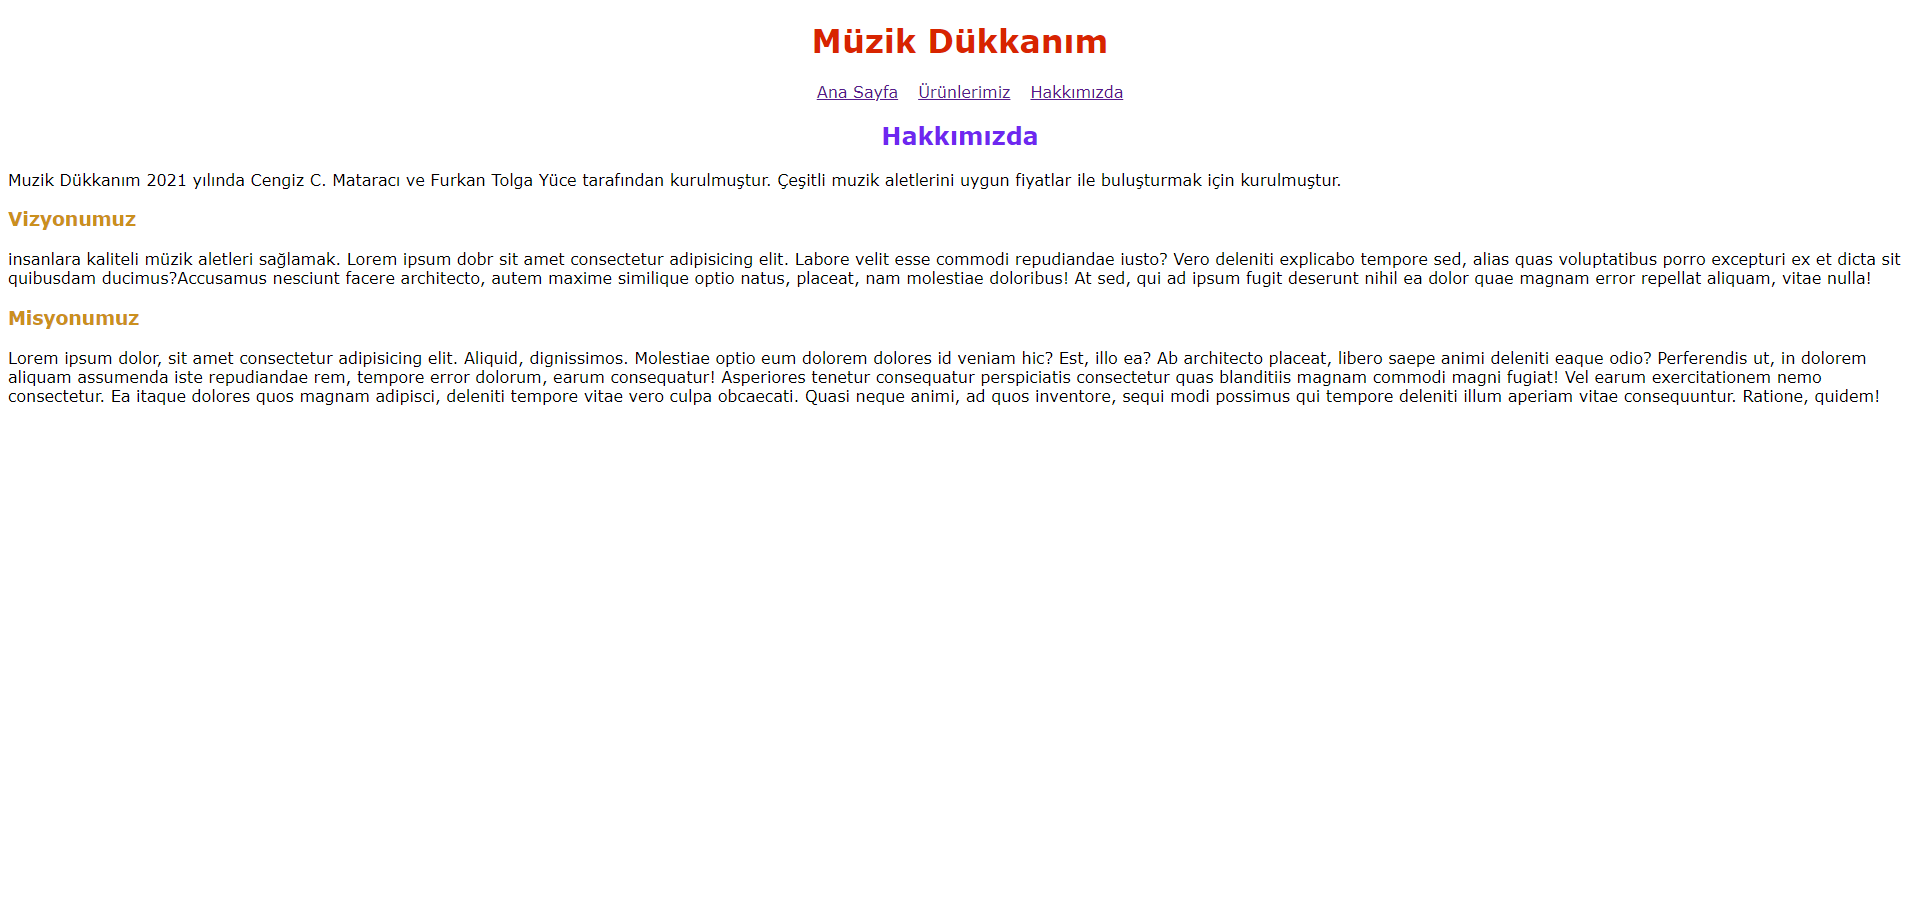 Müzik Dükkanım
Ana Sayfa Ürünlerimiz Hakkımızda
Hakkımızda
Muzik Dükkanım 2021 yılında Cengiz C. Mataracı ve Furkan Tolga Yüce tarafından kurulmuştur. Çeşitli muzik aletlerini uygun fiyatlar ile buluşturmak için kurulmuştur.
Vizyonumuz
insanlara kaliteli müzik aletleri sağlamak. Lorem ipsum dobr sit amet consectetur adipisicing elit. Labore velit esse commodi repudiandae iusto? Vero deleniti explicabo tempore sed, alias quas voluptatibus porro excepturi ex et dicta sit
quibusdam ducimus?Accusamus nesciunt facere architecto, autem maxime similique optio natus, placeat, nam molestiae doloribus! At sed, qui ad ipsum fugit deserunt nihil ea dolor quae magnam error repellat aliquam, vitae nulla!
Misyonumuz
Lorem ipsum dolor, sit amet consectetur adipisicing elit. Aliquid, dignissimos. Molestiae optio eum dolorem dolores id veniam hic? Est, illo ea? Ab architecto placeat, libero saepe animi deleniti eaque odio? Perferendis ut, in dolorem
aliquam assumenda iste repudiandae rem, tempore error dolorum, earum consequatur! Asperiores tenetur consequatur perspiciatis consectetur quas blanditiis magnam commodi magni fugiat! Vel earum exercitationem nemo
consectetur. Ea itaque dolores quos magnam adipisci, deleniti tempore vitae vero culpa obcaecati. Quasi neque animi, ad quos inventore, sequi modi possimus qui tempore deleniti illum aperiam vitae consequuntur. Ratione, quidem!